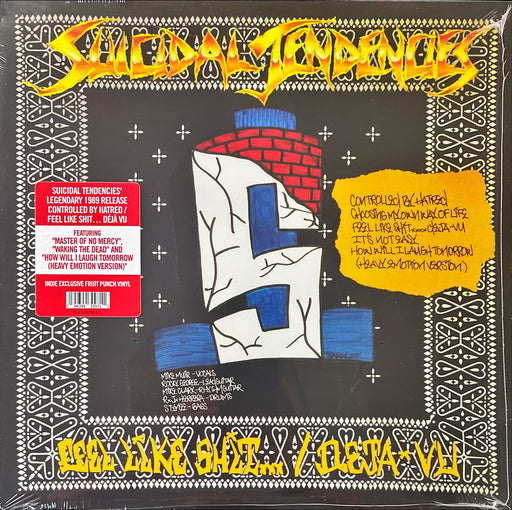 SUICIDAL TENDENCIES
SUICIDAL TENDENCIES'
LEGENDARY 1989 RELEASE
CONTROLLED BY HATRED /
FEEL LIKE SHIT... DÉJÀ VU
FEATURING
"MASTER OF NO MERCY",
"WAKING THE DEAD" AND
"HOW WILL I LAUGH TOMORROW
(HEAVY EMOTION VERSION)"
INDIE EXCLUSIVE FRUIT PUNCH VINYL
CONTROLLED BY HATRED
CHOOSING MY OWN WAY OF LIFE
FEEL LIKE SHIT..... DEJA-VU
IT'S NOT EASY
HOW WILL I LAUGH TOMORROW
(HEAVY EMOTION VERSION)
MIKE MUIR - VOCALS
ROCKY GEORGE - LEAD GUITAR
MIKE CLARK - RHYTHM GUITAR
R.J. HERRERA - DRUMS
STYMEE - BASS
FEEL LIKE SHIT... / DEJA-VU